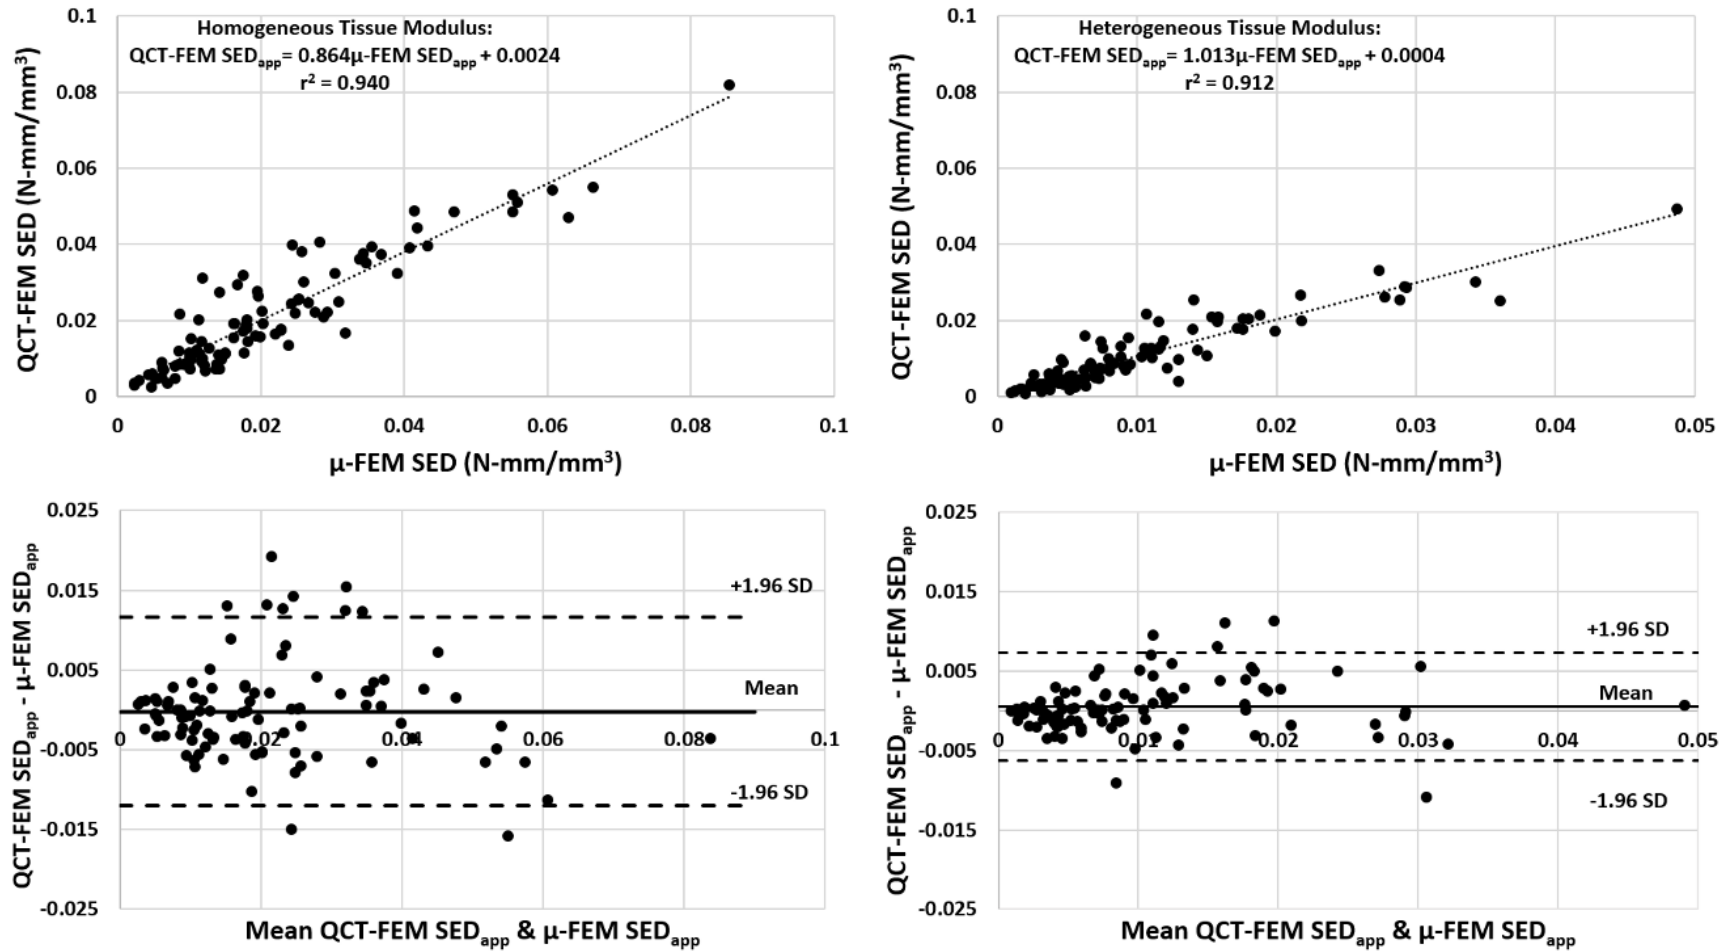 Homogeneous Tissue Modulus:
QCT-FEM SEDapp= 0.864μ-FEM SEDapp + 0.0024
r² = 0.940
QCT-FEM SED (N-mm/mm³)
0.1
0.08
0.06
0.04
0.02
0
0
0.02
0.04
0.06
0.08
0.1
μ-FEM SED (N-mm/mm³)
Heterogeneous Tissue Modulus:
QCT-FEM SEDapp= 1.013μ-FEM SEDapp + 0.0004
r² = 0.912
QCT-FEM SED (N-mm/mm³)
0.1
0.08
0.06
0.04
0.02
0
0
0.01
0.02
0.03
0.04
0.05
μ-FEM SED (N-mm/mm³)
QCT-FEM SEDapp - μ-FEM SEDapp
0.025
0.015
0.005
-0.005
-0.015
-0.025
+1.96 SD
Mean
-1.96 SD
0
0.02
0.04
0.06
0.08
0.1
Mean QCT-FEM SEDapp & μ-FEM SEDapp
QCT-FEM SEDapp - μ-FEM SEDapp
0.025
0.015
0.005
-0.005
-0.015
-0.025
+1.96 SD
Mean
-1.96 SD
0
0.01
0.02
0.03
0.04
0.05
Mean QCT-FEM SEDapp & μ-FEM SEDapp